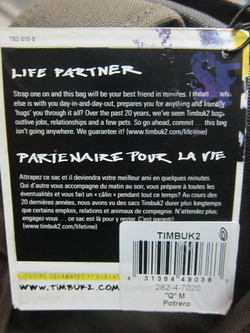 TB2-S10-B
LIFE PARTNER
Strap one on and this bag will be your best friend in minutes. I mean . . . who
else is with you day-in-and-day-out, prepares you for anything and literally
'hugs' you through it all? Over the past 20 years, we've seen Timbuk2 bags
outlive jobs, relationships and a few pets. So go ahead, commit . . . this bag
isn't going anywhere. We guarantee it! (www.timbuk2.com/lifetime)
PARTENAIRE POUR LA VIE
Attrapez ce sac et il deviendra votre meilleur ami en quelques minutes.
Qui d'autre vous accompagne du matin au soir, vous prépare à toutes les
éventualités et vous fait un « câlin » pendant tout ce temps? Au cours des
20 dernières années, nous avons vu des sacs Timbuk2 durer plus longtemps
que certains emplois, relations et animaux de compagnie. N'attendez plus;
engagez-vous … ce sac est là pour y rester. C'est garanti!
(www.timbuk2.com/lifetime)
LIFETIME GUARANTEE
WWW.TIMBUK2.COM
TIMBUK2
6 31364 49038 3
282-4-7020
"Q" M
Potrero